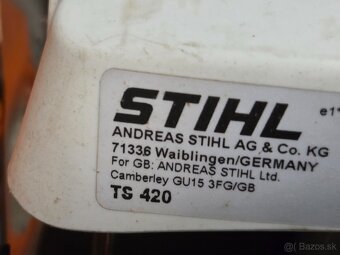 STIHL
e1*
ANDREAS STIHL AG & Co. KG
71336 Waiblingen/GERMANY
For GB: ANDREAS STIHL Ltd.
Camberley GU15 3FG/GB
TS 420
Bazos.sk